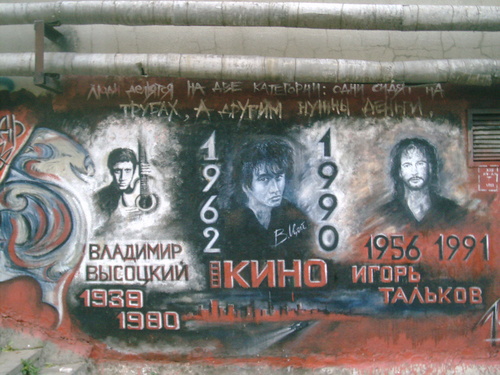 ЛЮДИ ДЕЛЯТСЯ НА ДВЕ КАТЕГОРИИ: ОДНИ СИДЯТ НА
ТРУБАХ, А ДРУГИМ НУЖНЫ ДЕНЬГИ.
ВЛАДИМИР
ВЫСОЦКИЙ
1938
1980
1962
1990
В.Цой
КИНО
1956 1991
ИГОРЬ
ТАЛЬКОВ